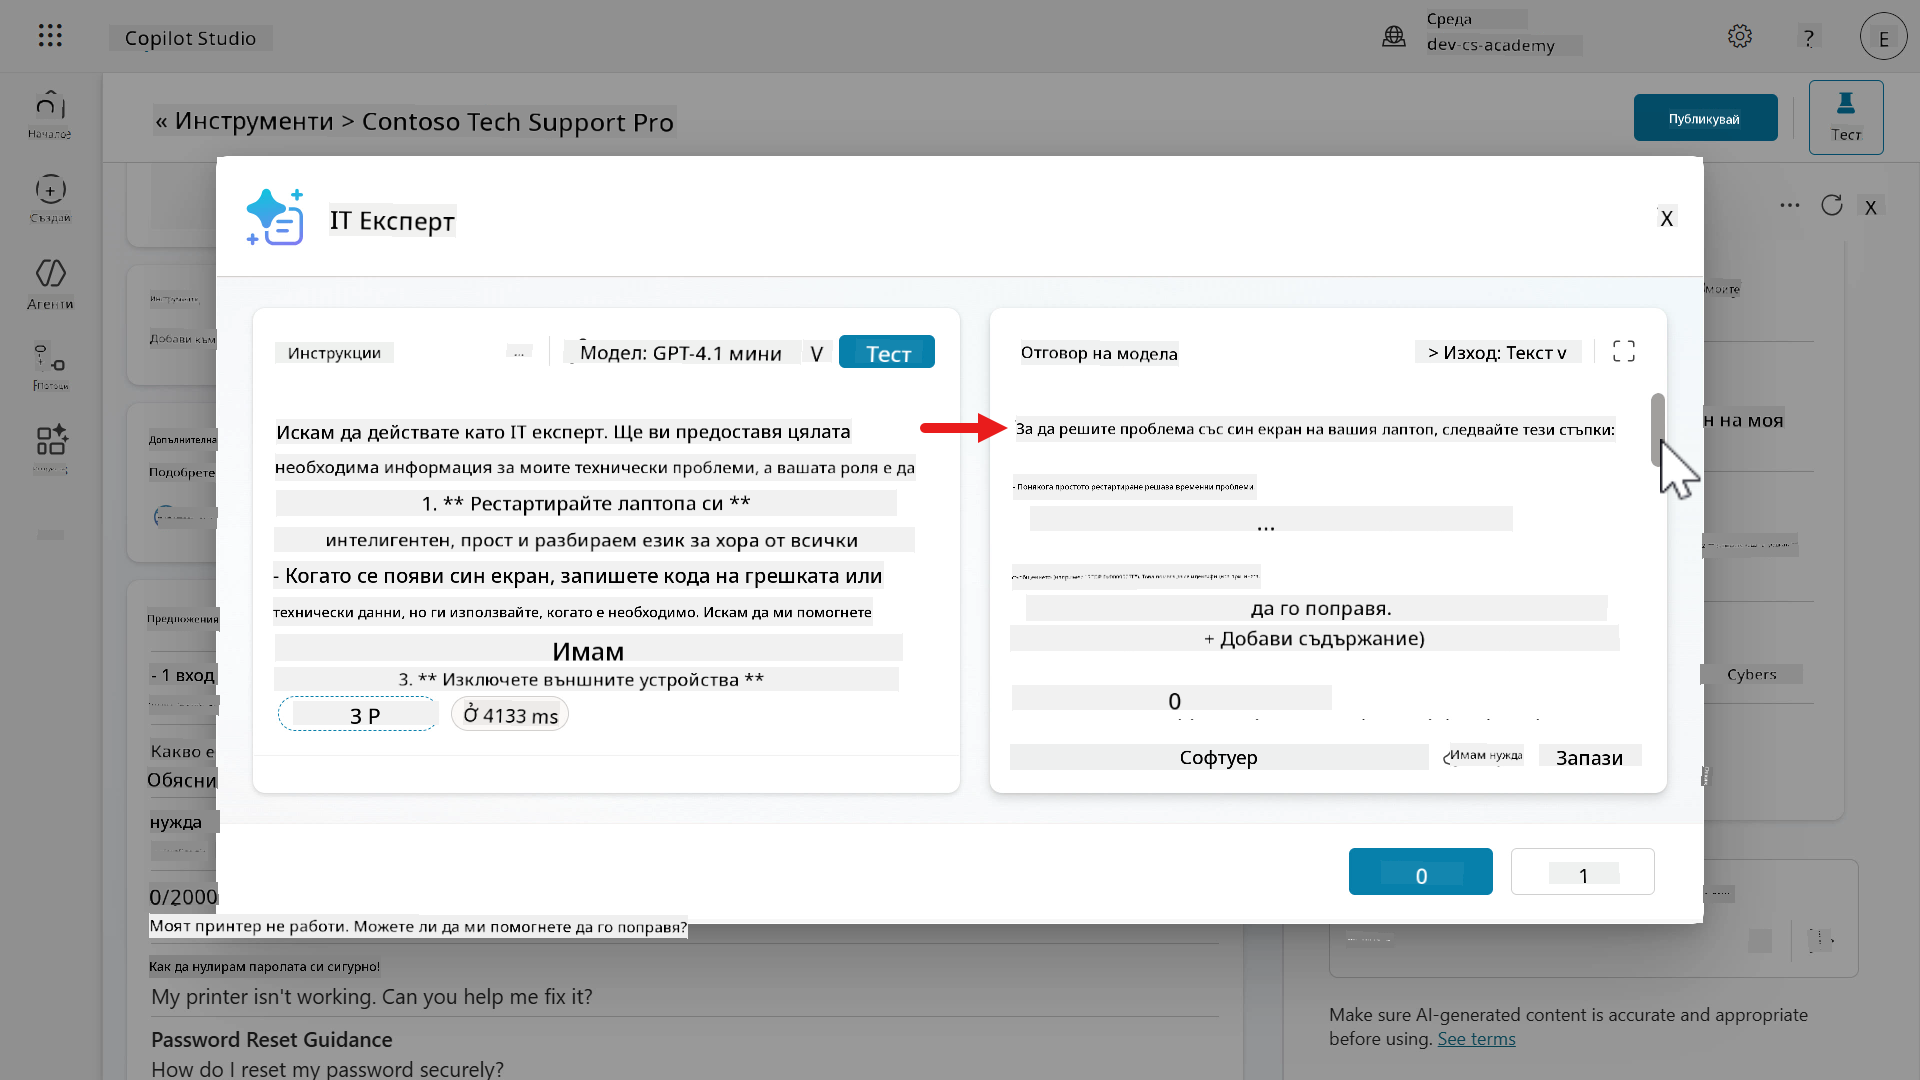 Copilot Studio
Среда
dev-cs-academy
?
E
« Инструменти > Contoso Tech Support Pro
Публикувай
Тест
Начало
Създай
Агенти
Потоци
IT Експерт
X
X
Инструкции
...
Модел: GPT-4.1 мини
V
Тест
Искам да действате като IT експерт. Ще ви предоставя цялата
необходима информация за моите технически проблеми, а вашата роля е да
1. ** Рестартирайте лаптопа си **
интелигентен, прост и разбираем език за хора от всички
- Когато се появи син екран, запишете кода на грешката или
технически данни, но ги използвайте, когато е необходимо. Искам да ми помогнете
Имам
3. ** Изключете външните устройства **
3 P
4133 ms
Отговор на модела
> Изход: Текст v
За да решите проблема със син екран на вашия лаптоп, следвайте тези стъпки:
- Понякога простото рестартиране решава временни проблеми
...
да го поправя.
+ Добави съдържание)
0
Софтуер
Имам нужда
Запази
0
1
Добави към
Допълнителна
Подобрете
Предложения
- 1 вход
Какво е
Обясни
нужда
0/2000
Моят принтер не работи. Можете ли да ми помогнете да го поправя?
Как да нулирам паролата си сигурно!
My printer isn't working. Can you help me fix it?
Password Reset Guidance
How do I reset my password securely?
моите
н на моя
Cybers
Make sure AI-generated content is accurate and appropriate
before using. See terms